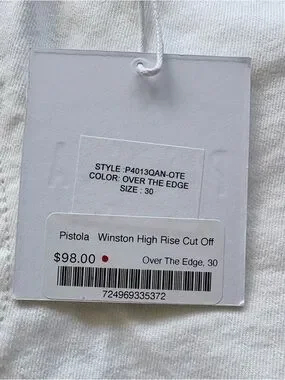 STYLE :P4013QAN-OTE
COLOR: OVER THE EDGE
SIZE : 30
Pistola Winston High Rise Cut Off
$98.00 Over The Edge, 30
724969335372